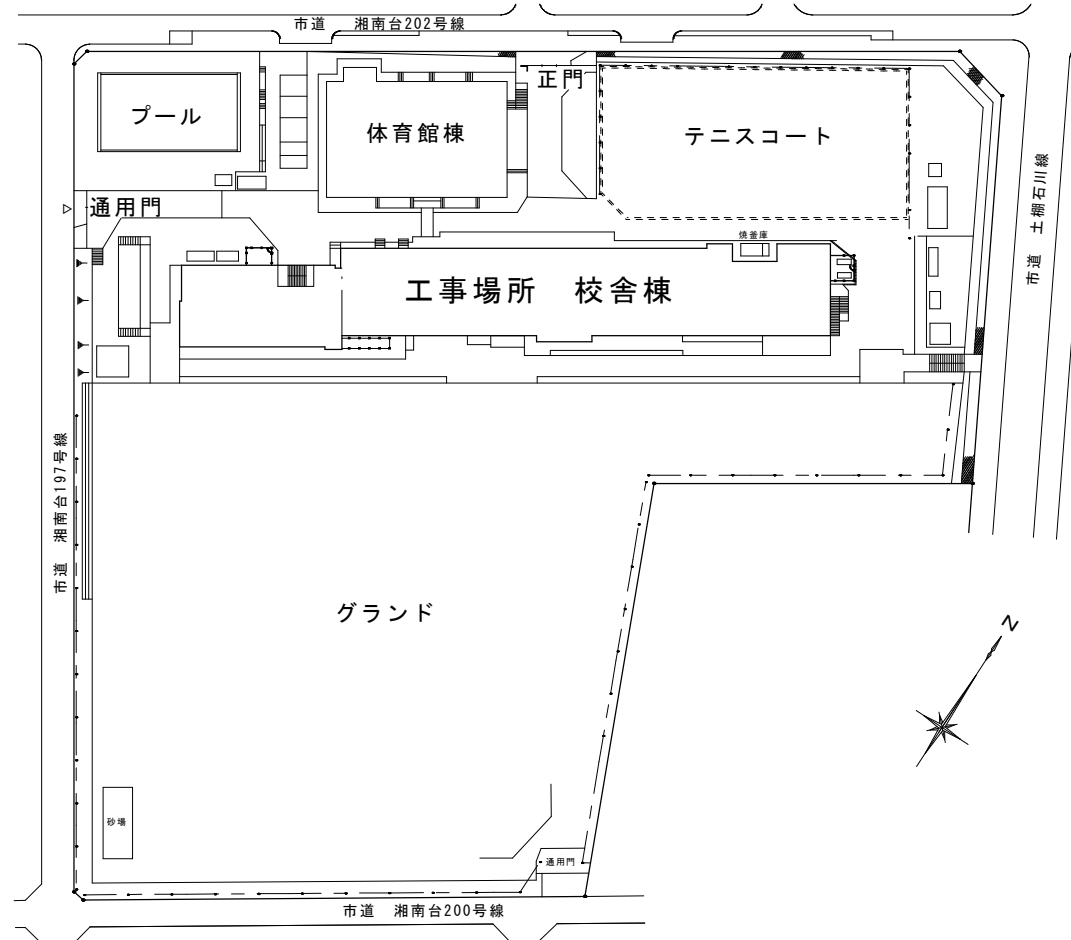 市道　湘南台202号線
正門
プール
体育館棟
テニスコート
通用門
市道　土棚石川線
焼釜庫
工事場所　校舎棟
市道　湘南台197号線
グランド
N
砂場
通用門
市道　湘南台200号線